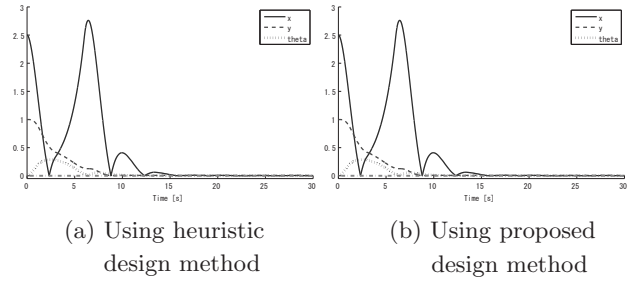 3
2.5
2
1.5
1
0.5
0
0 5 10 15 20 25 30
Time [s]
x
y
theta
3
2.5
2
1.5
1
0.5
0
0 5 10 15 20 25 30
Time [s]
x
y
theta
(a) Using heuristic
design method
(b) Using proposed
design method